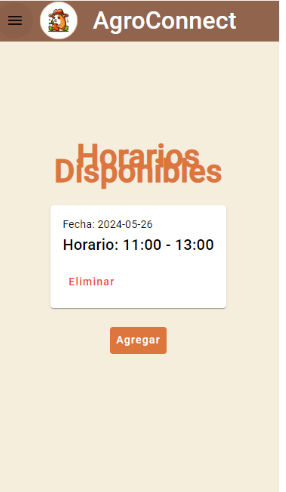 AgroConnect
Horarios
Disponibles
Fecha: 2024-05-26
Horario: 11:00 - 13:00
Eliminar
Agregar